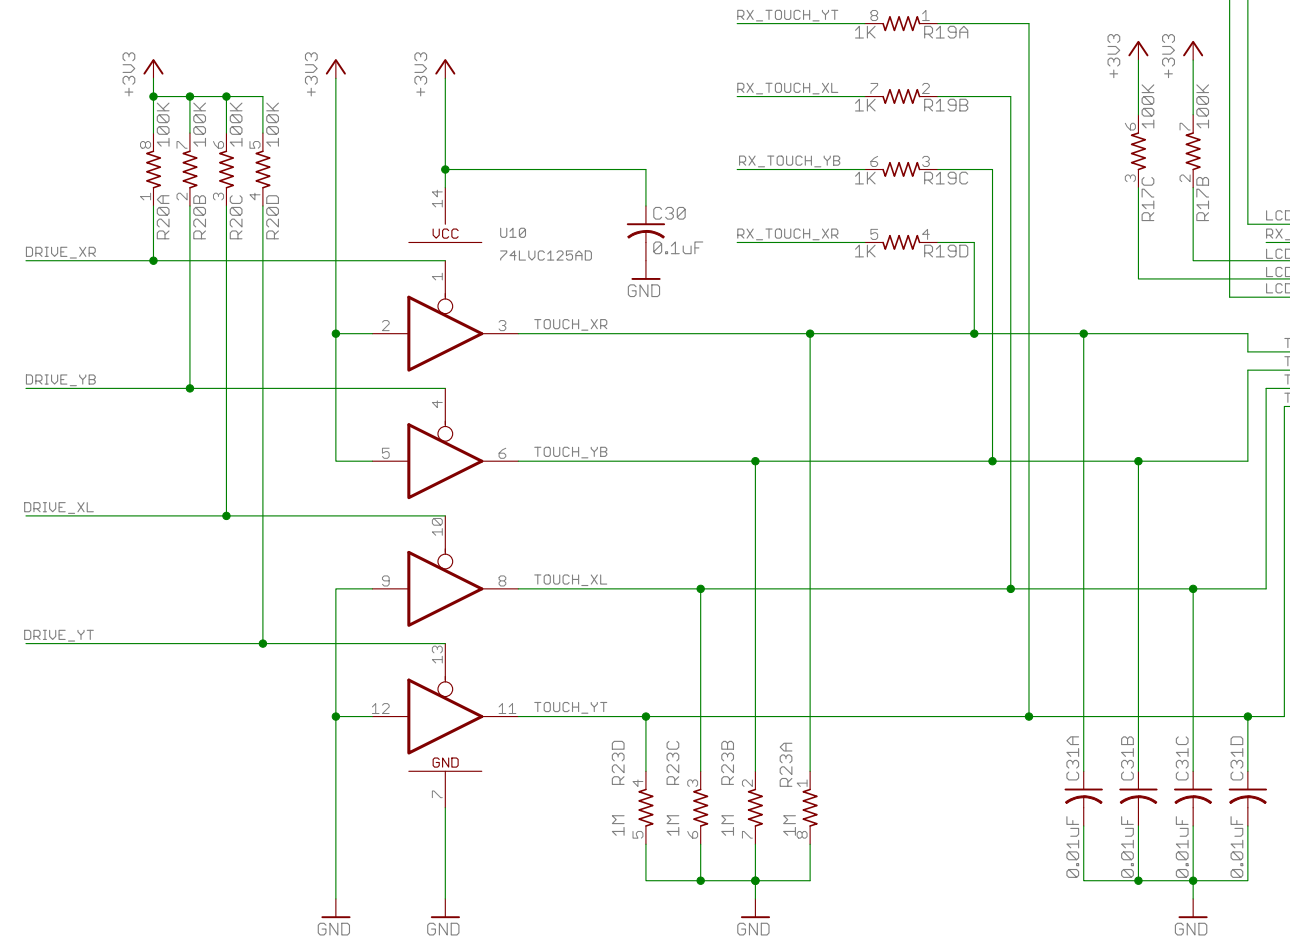 RX_TOUCH_YT
8
1
1K
R19A
+3V3
+3V3
+3V3
+3V3
+3V3
RX_TOUCH_XL
7
2
1K
R19B
100K
100K
100K
100K
100K
100K
8
7
6
5
6
7
RX_TOUCH_YB
6
3
1K
R19C
1
2
3
4
3
2
R20A
R20B
R20C
R20D
R17C
R17B
14
VCC
U10
74LVC125AD
C30
0.1uF
GND
RX_TOUCH_XR
5
4
1K
R19D
LCD
RX_
LCD
LCD
LCD
DRIVE_XR
1
2
3
TOUCH_XR
T
T
T
T
DRIVE_YB
4
5
6
TOUCH_YB
DRIVE_XL
10
9
8
TOUCH_XL
DRIVE_YT
13
12
11
TOUCH_YT
GND
7
R23D
R23C
R23B
R23A
4
3
2
1
1M
1M
1M
1M
5
6
7
8
C31A
C31B
C31C
C31D
0.01uF
0.01uF
0.01uF
0.01uF
GND
GND
GND
GND